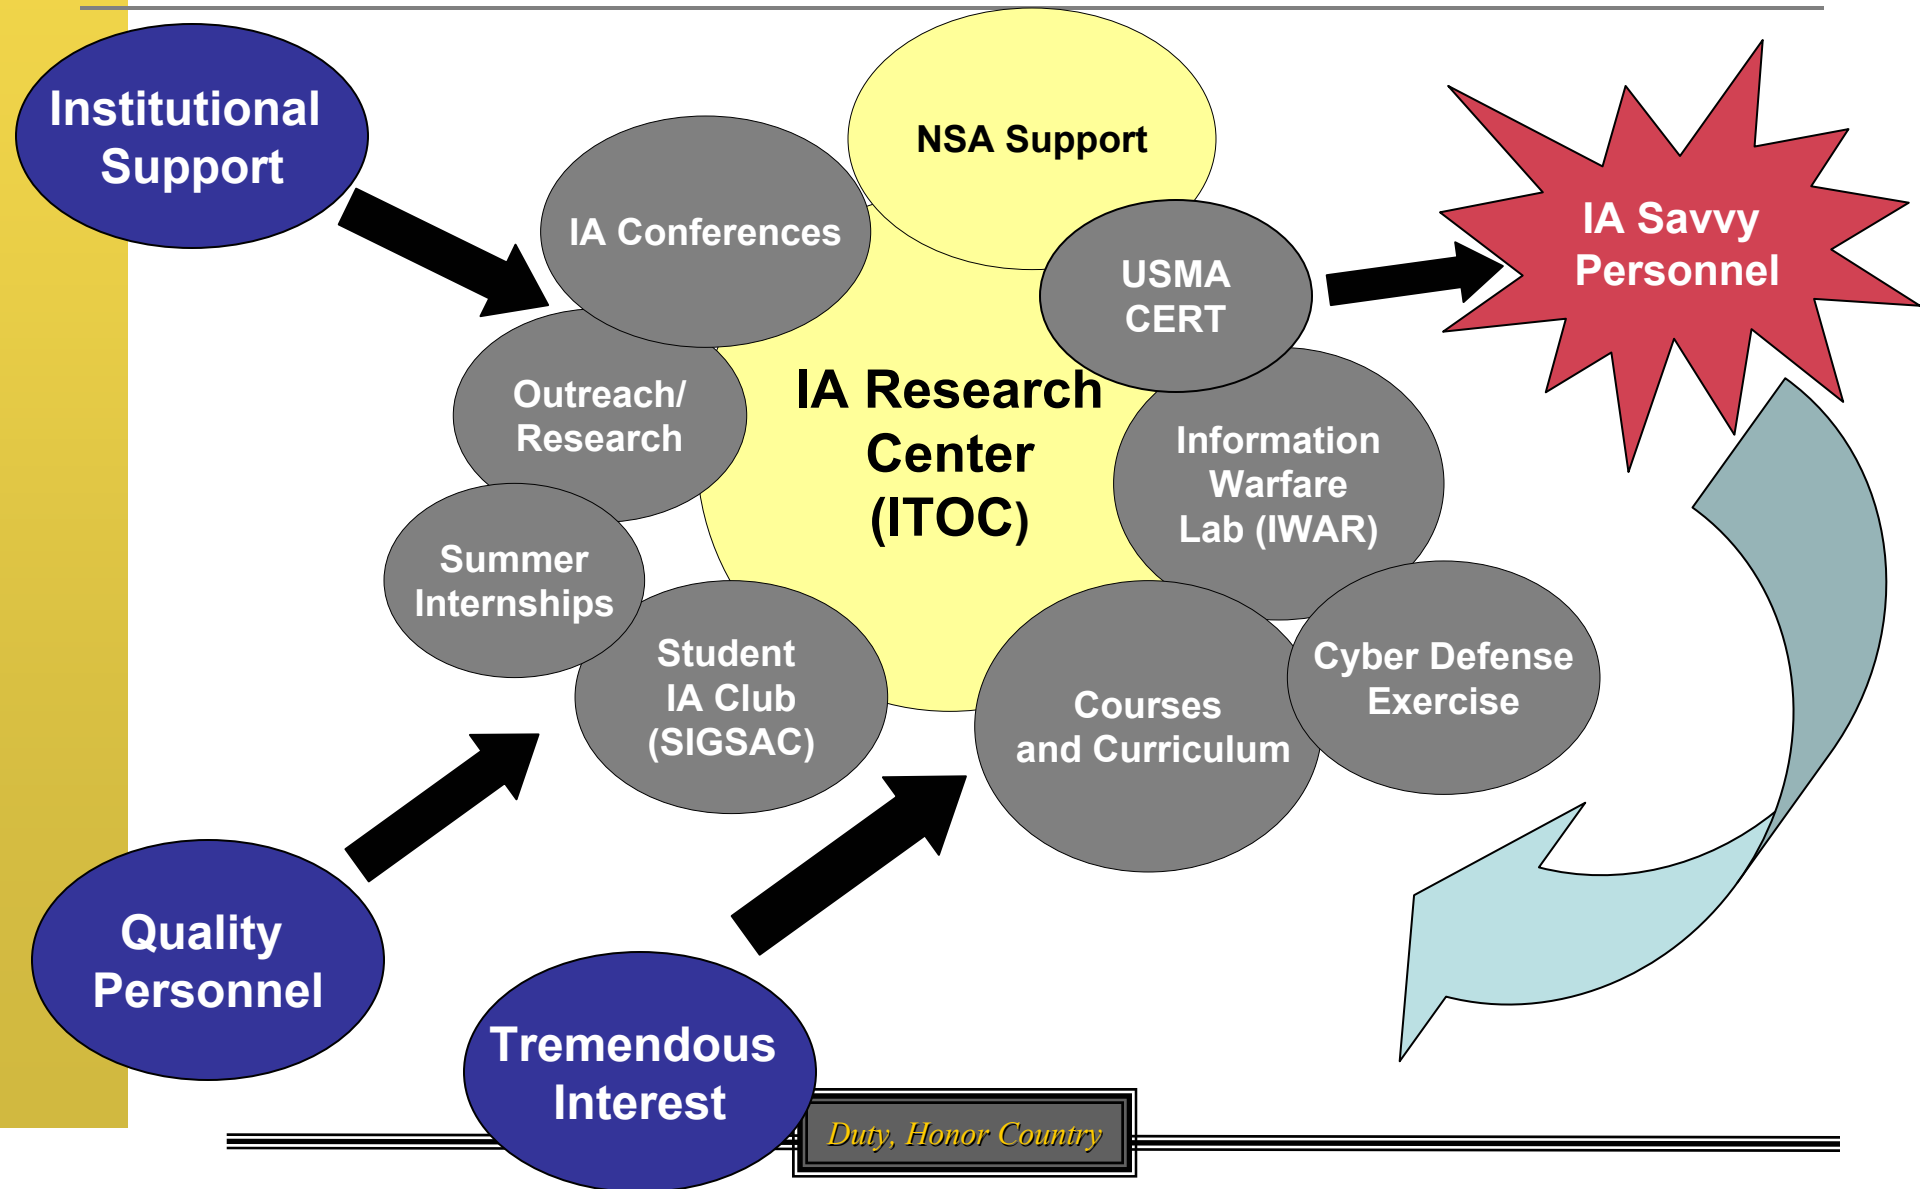 Institutional
Support
NSA Support
IA Conferences
IA Savvy
Personnel
USMA
CERT
Outreach/
Research
IA Research
Center
(ITOC)
Information
Warfare
Lab (IWAR)
Summer
Internships
Student
IA Club
(SIGSAC)
Courses
and Curriculum
Cyber Defense
Exercise
Quality
Personnel
Tremendous
Interest
Duty, Honor Country